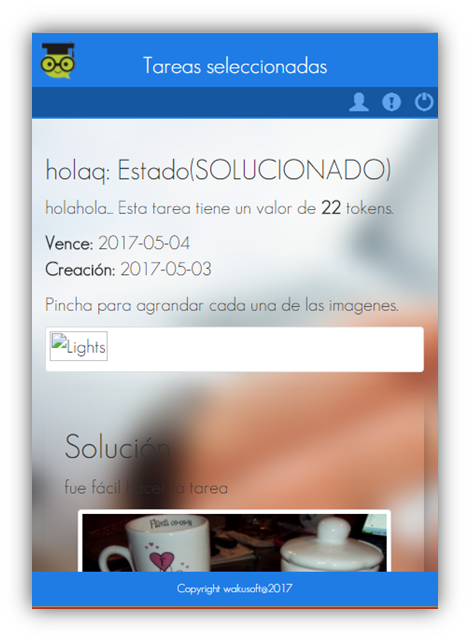 Tareas seleccionadas
holaq: Estado(SOLUCIONADO)
holahola... Esta tarea tiene un valor de 22 tokens.
Vence: 2017-05-04
Creación: 2017-05-03
Pincha para agrandar cada una de las imagenes.
Lights
Solución
fue fácil hacer la tarea
Copyright wakusoft@2017